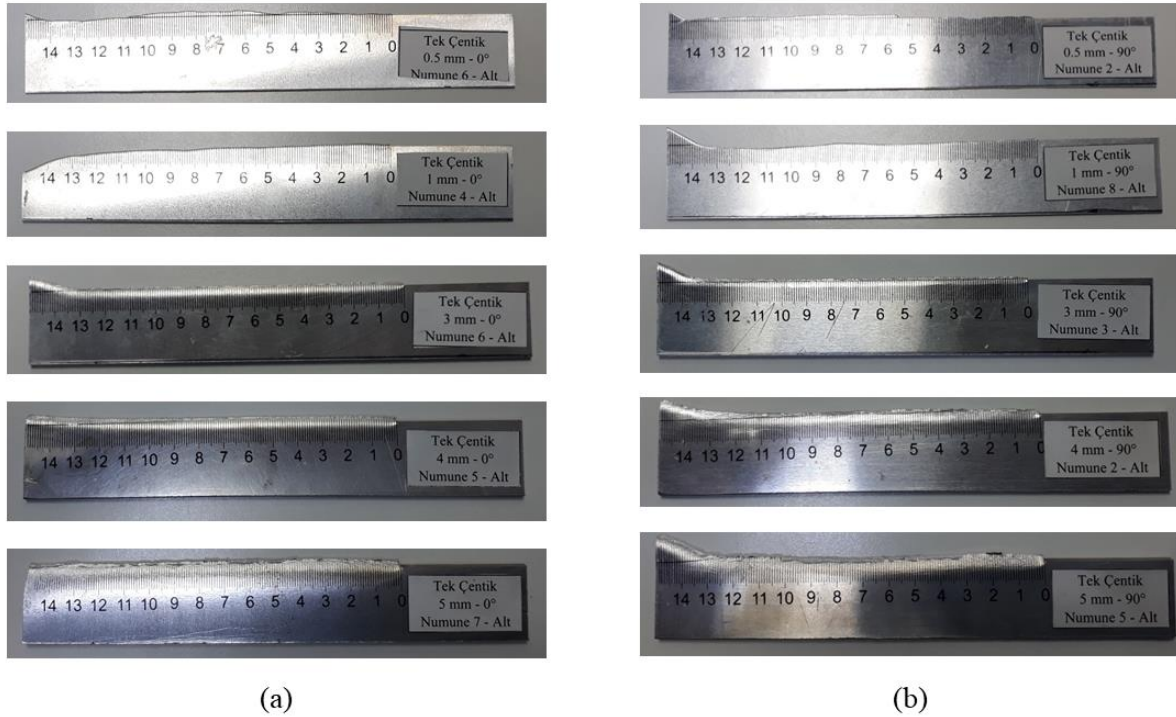 14 13 12 11 10 9 8 7 6 5 4 3 2 1 0
Tek Çentik
0.5 mm - 0°
Numune 6 - Alt
14 13 12 11 10 9 8 7 6 5 4 3 2 1 0
Tek Çentik
1 mm - 0°
Numune 4 - Alt
14 13 12 11 10 9 8 7 6 5 4 3 2 1 0
Tek Çentik
3 mm - 0°
Numune 6 - Alt
14 13 12 11 10 9 8 7 6 5 4 3 2 1 0
Tek Çentik
4 mm - 0°
Numune 5 - Alt
14 13 12 11 10 9 8 7 6 5 4 3 2 1 0
Tek Çentik
5 mm - 0°
Numune 7 - Alt
(a)
14 13 12 11 10 9 8 7 6 5 4 3 2 1 0
Tek Çentik
0.5 mm - 90°
Numune 2 - Alt
14 13 12 11 10 9 8 7 6 5 4 3 2 1 0
Tek Çentik
1 mm - 90°
Numune 8 - Alt
14 13 12 11 10 9 8 7 6 5 4 3 2 1 0
Tek Çentik
3 mm - 90°
Numune 3 - Alt
14 13 12 11 10 9 8 7 6 5 4 3 2 1 0
Tek Çentik
4 mm - 90°
Numune 2 - Alt
14 13 12 11 10 9 8 7 6 5 4 3 2 1 0
Tek Çentik
5 mm - 90°
Numune 5 - Alt
(b)